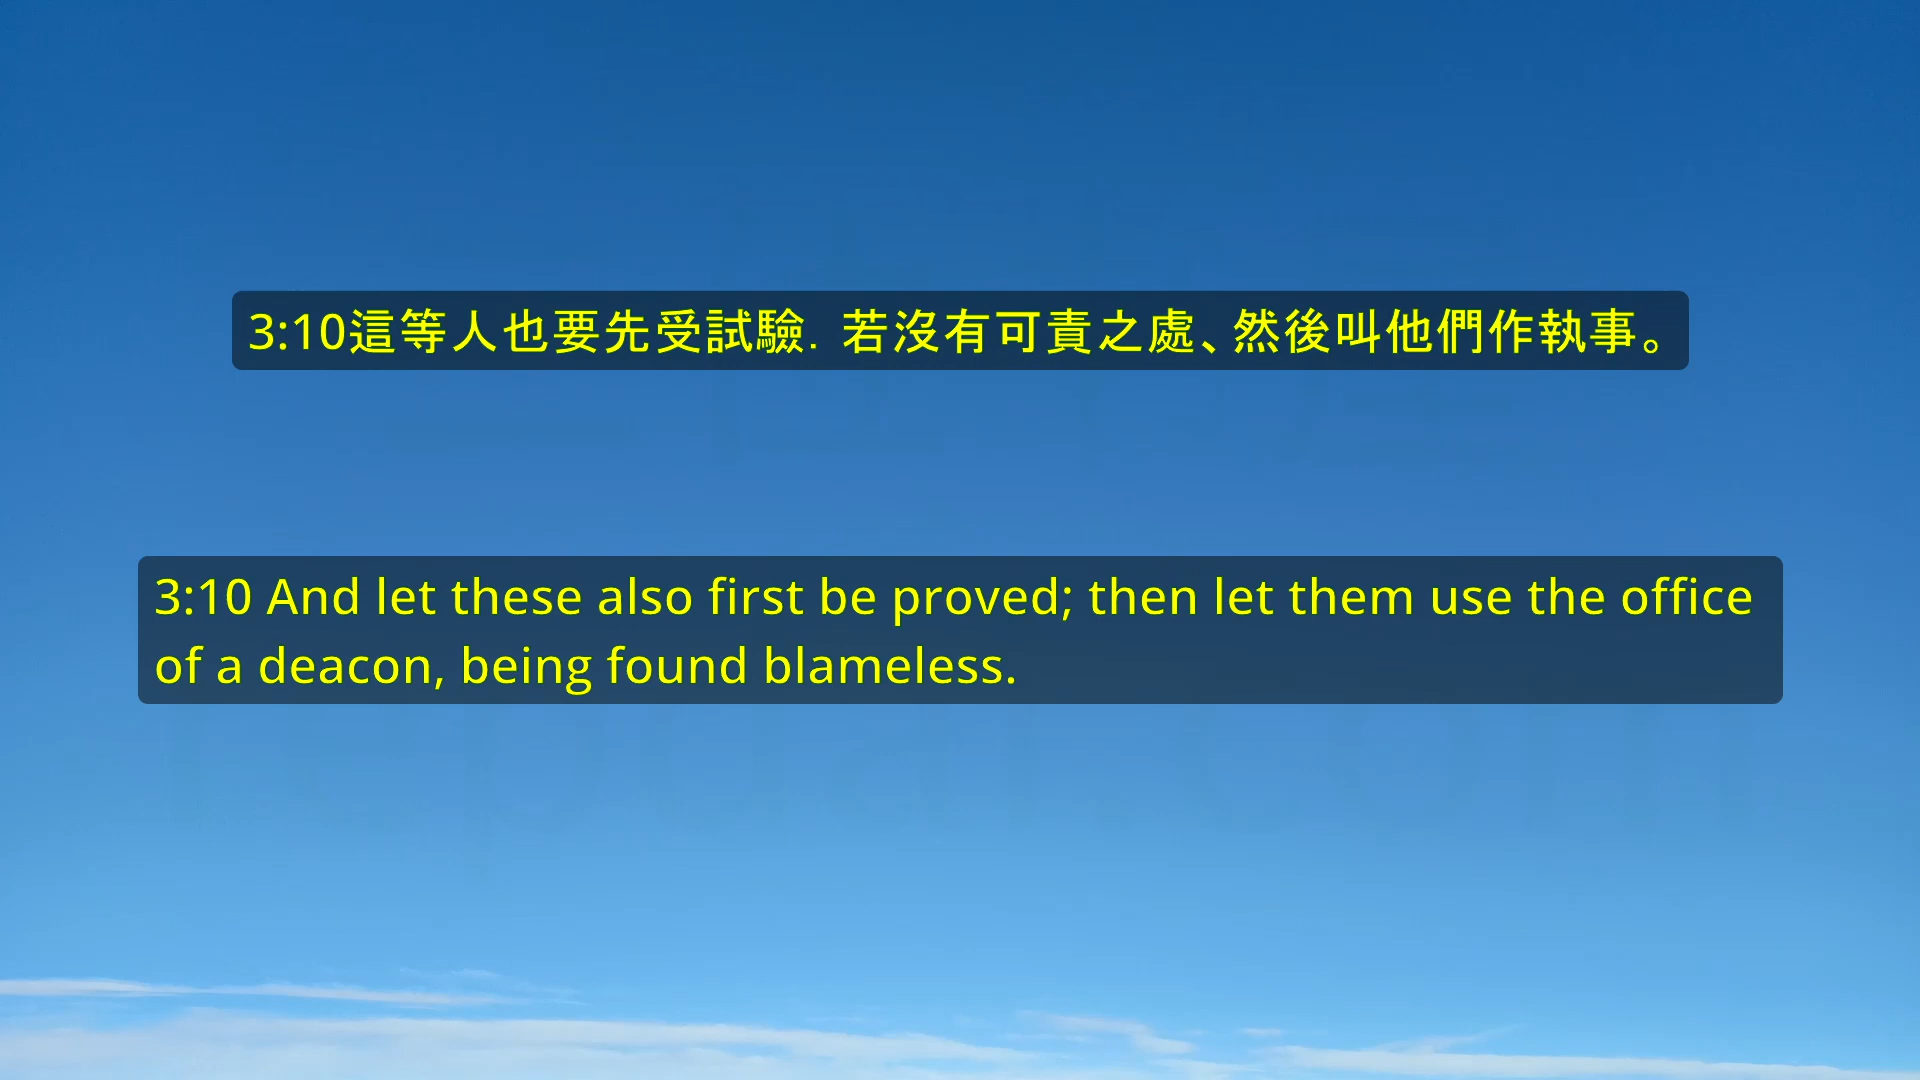 3:10這等人也要先受試驗．若沒有可責之處、然後叫他們作執事。
3:10 And let these also first be proved; then let them use the office
of a deacon, being found blameless.